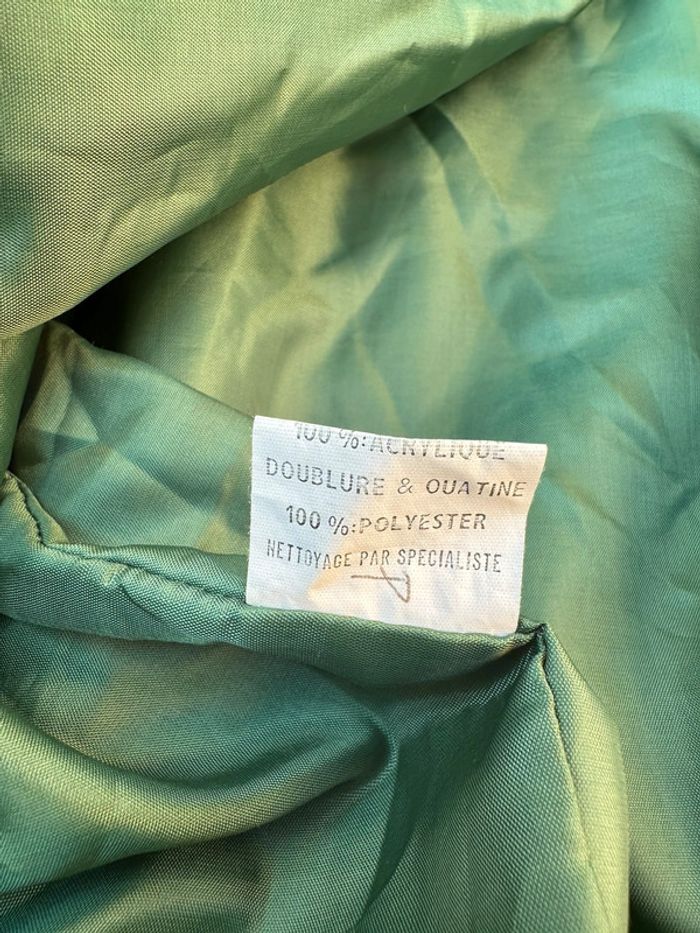 100 %: ACRYLIQUE
DOUBLURE & OUATINE
100 %: POLYESTER
NETTOYAGE PAR SPECIALISTE